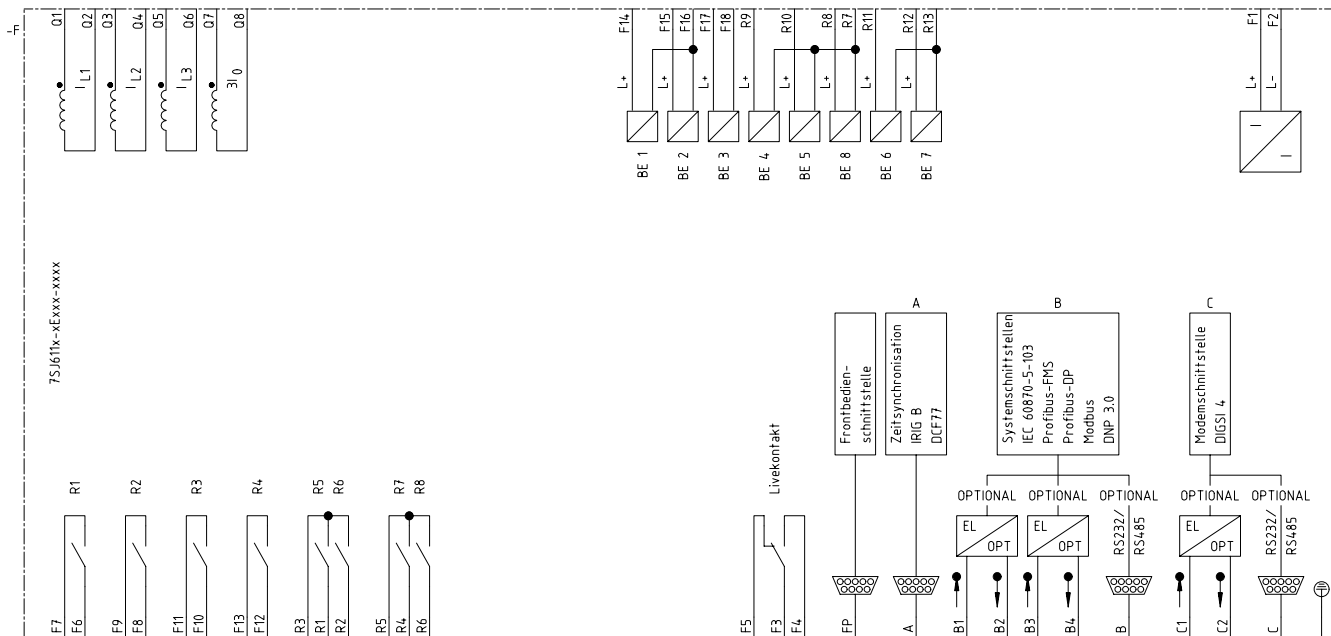 -F
Q1
Q2
Q3
Q4
Q5
Q6
Q7
Q8
F14
F15
F16
F17
F18
R9
R10
R8
R7
R11
R12
R13
F1
F2
IL1
IL2
IL3
3I0
L+
L+
L+
L+
L+
L+
L+
L+
L+
L-
BE 1
BE 2
BE 3
BE 4
BE 5
BE 8
BE 6
BE 7
7SJ611x-xExxx-xxxx
A
B
C
Frontbedien-
schnittstelle
Zeitsynchronisation
IRIG B
DCF77
Systemschnittstellen
IEC 60870-5-103
Profibus-FMS
Profibus-DP
Modbus
DNP 3.0
Modemschnittstelle
DIGSI 4
R1
R2
R3
R4
R5
R6
R7
R8
Livekontakt
OPTIONAL
OPTIONAL
OPTIONAL
OPTIONAL
OPTIONAL
EL
OPT
EL
OPT
RS232/
RS485
EL
OPT
RS232/
RS485
F7
F6
F9
F8
F11
F10
F13
F12
R3
R1
R2
R5
R4
R6
F5
F3
F4
FP
A
B1
B2
B3
B4
B
C1
C2
C